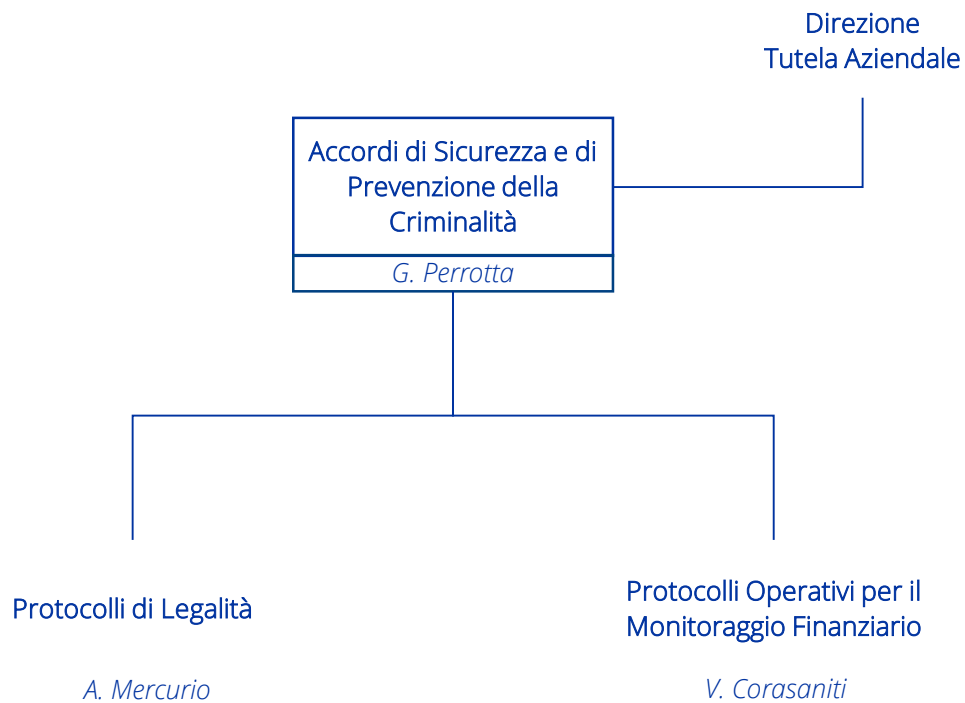 Direzione
Tutela Aziendale
Accordi di Sicurezza e di
Prevenzione della
Criminalità
G. Perrotta
Protocolli di Legalità
A. Mercurio
Protocolli Operativi per il
Monitoraggio Finanziario
V. Corasaniti